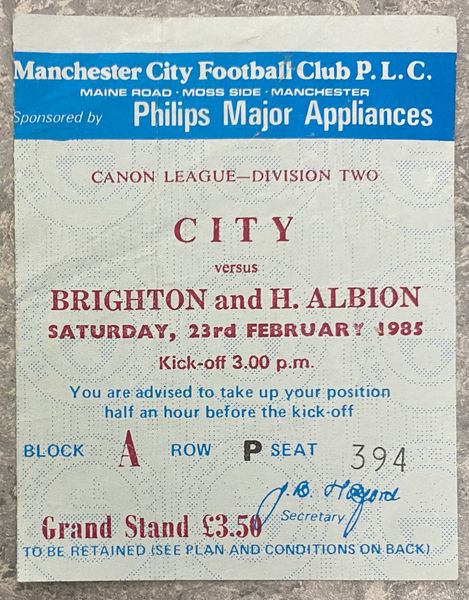 Manchester City Football Club P.L.C.
MAINE ROAD · MOSS SIDE · MANCHESTER
Sponsored by Philips Major Appliances
CANON LEAGUE—DIVISION TWO
CITY
versus
BRIGHTON and H. ALBION
SATURDAY, 23rd FEBRUARY 1985
Kick-off 3.00 p.m.
You are advised to take up your position
half an hour before the kick-off
BLOCK A ROW P SEAT 394
J. B. Halford
Secretary
Grand Stand £3.50
TO BE RETAINED (SEE PLAN AND CONDITIONS ON BACK)